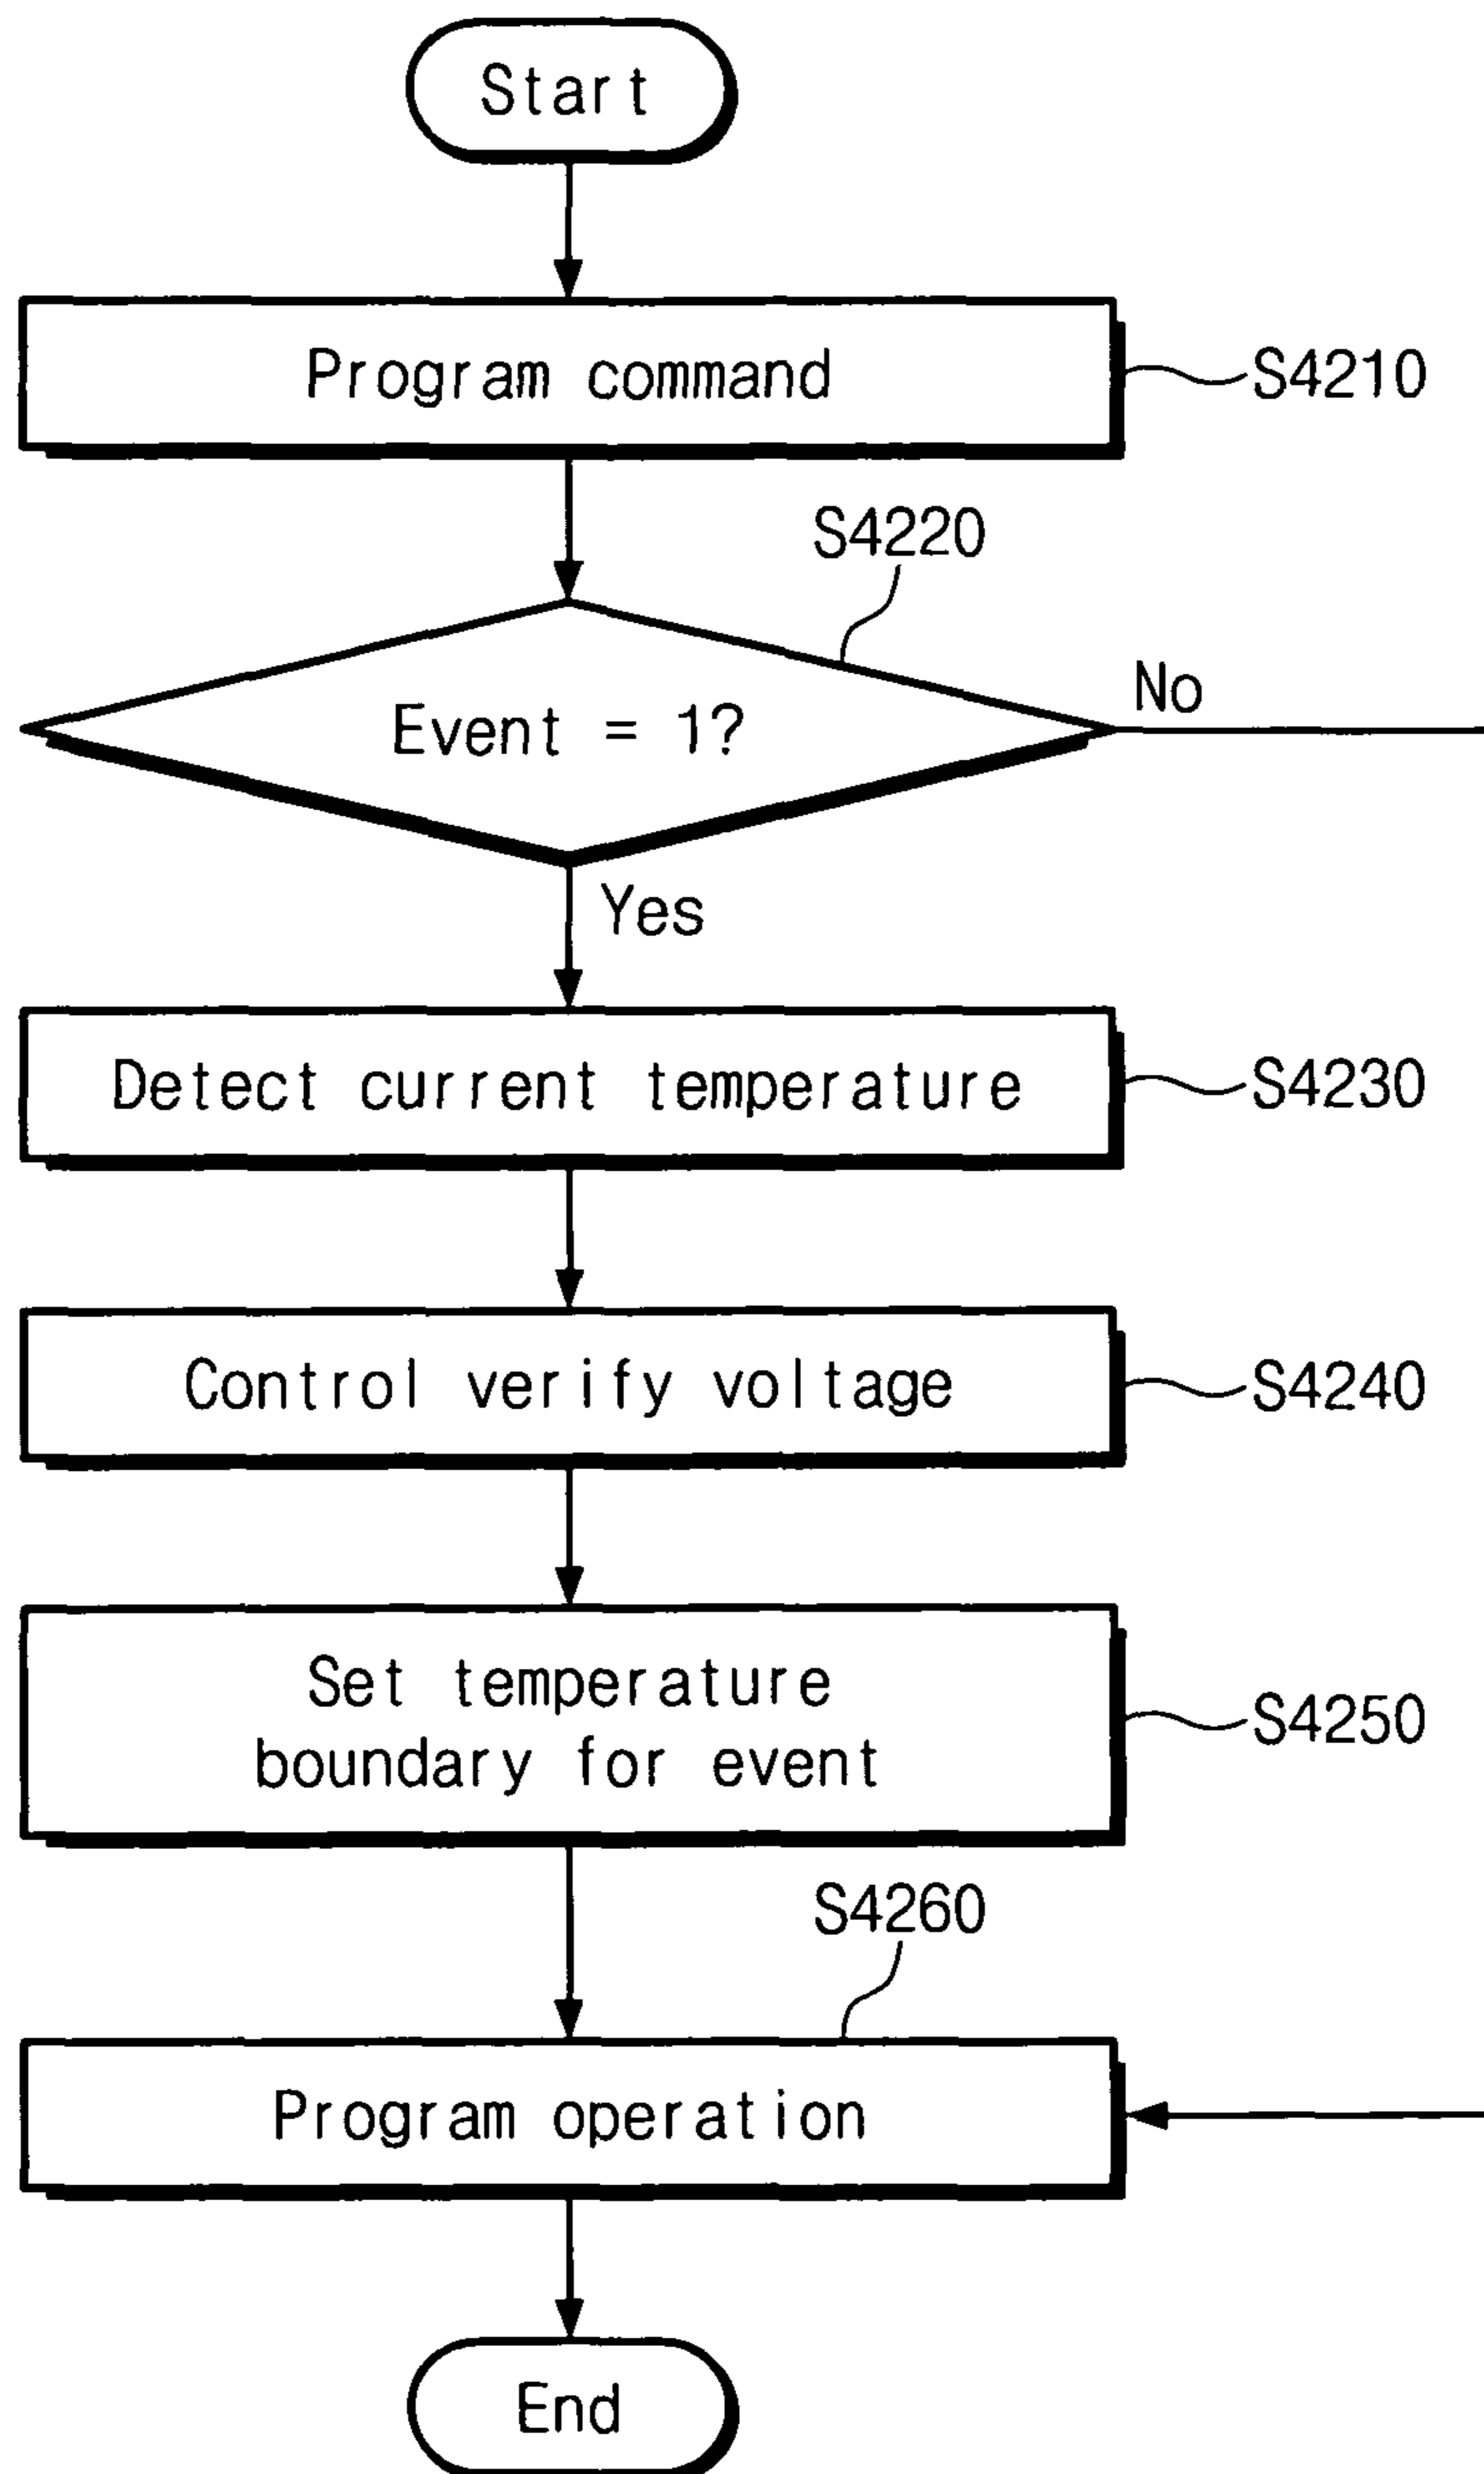 Start
Program command
S4210
S4220
Event = 1?
No
Yes
Detect current temperature
S4230
Control verify voltage
S4240
Set temperature
boundary for event
S4250
S4260
Program operation
End